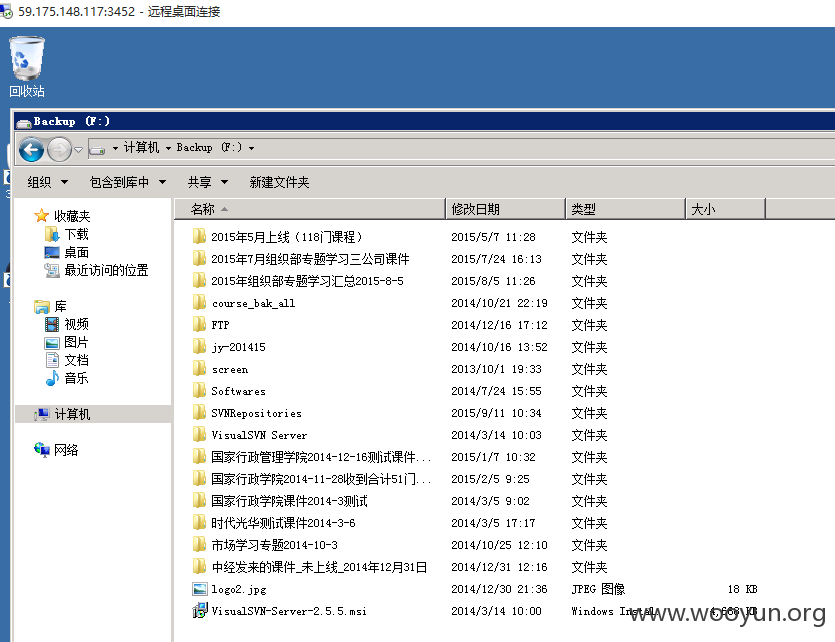 59.175.148.117:3452 - 远程桌面连接
回收站
Backup (F:)
计算机 Backup (F:)
组织 包含到库中 共享 新建文件夹
收藏夹
下载
桌面
最近访问的位置
库
视频
图片
文档
音乐
计算机
网络
名称 修改日期 类型 大小
2015年5月上线（118门课程） 2015/5/7 11:28 文件夹
2015年7月组织部专题学习三公司课件 2015/7/24 16:13 文件夹
2015年组织部专题学习汇总2015-8-5 2015/8/5 11:26 文件夹
course_bak_all 2014/10/21 22:19 文件夹
FTP 2014/12/16 17:12 文件夹
jy-201415 2014/10/16 13:52 文件夹
screen 2013/10/1 19:33 文件夹
Softwares 2014/7/24 15:55 文件夹
SVNRepositories 2015/9/11 10:34 文件夹
VisualSVN Server 2014/3/14 10:03 文件夹
国家行政管理学院2014-12-16测试课件... 2015/1/7 10:32 文件夹
国家行政学院2014-11-28收到合计51门... 2015/2/5 9:25 文件夹
国家行政学院课件2014-3测试 2014/3/5 9:02 文件夹
时代光华测试课件2014-3-6 2014/3/5 17:17 文件夹
市场学习专题2014-10-3 2014/10/25 12:10 文件夹
中经发来的课件_未上线_2014年12月31日 2014/12/31 12:16 文件夹
logo2.jpg 2014/12/30 21:36 JPEG 图像 18 KB
VisualSVN-Server-2.5.5.msi 2014/3/14 10:00 Windows Instal KB
www.wooyun.org